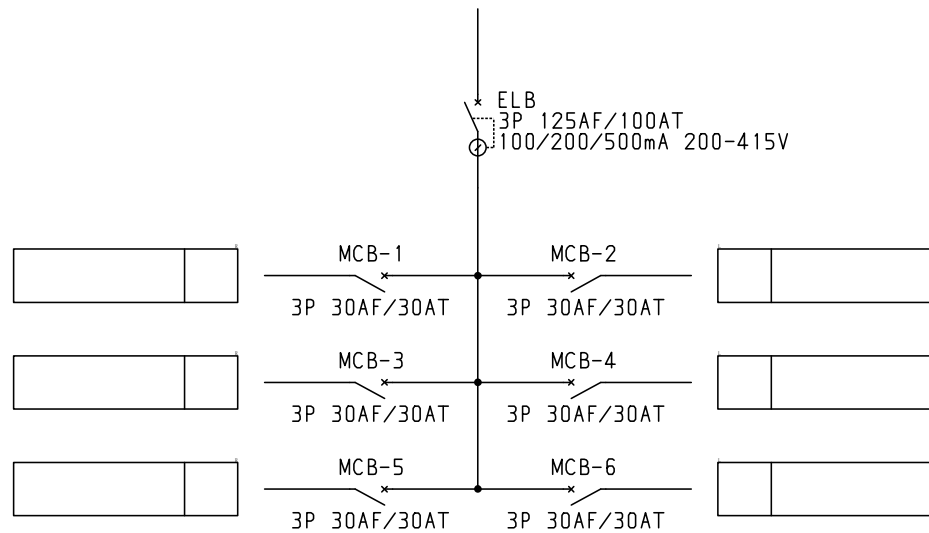 ELB
3P 125AF/100AT
100/200/500mA 200-415V
MCB-1
MCB-2
3P 30AF/30AT
3P 30AF/30AT
MCB-3
MCB-4
3P 30AF/30AT
3P 30AF/30AT
MCB-5
MCB-6
3P 30AF/30AT
3P 30AF/30AT